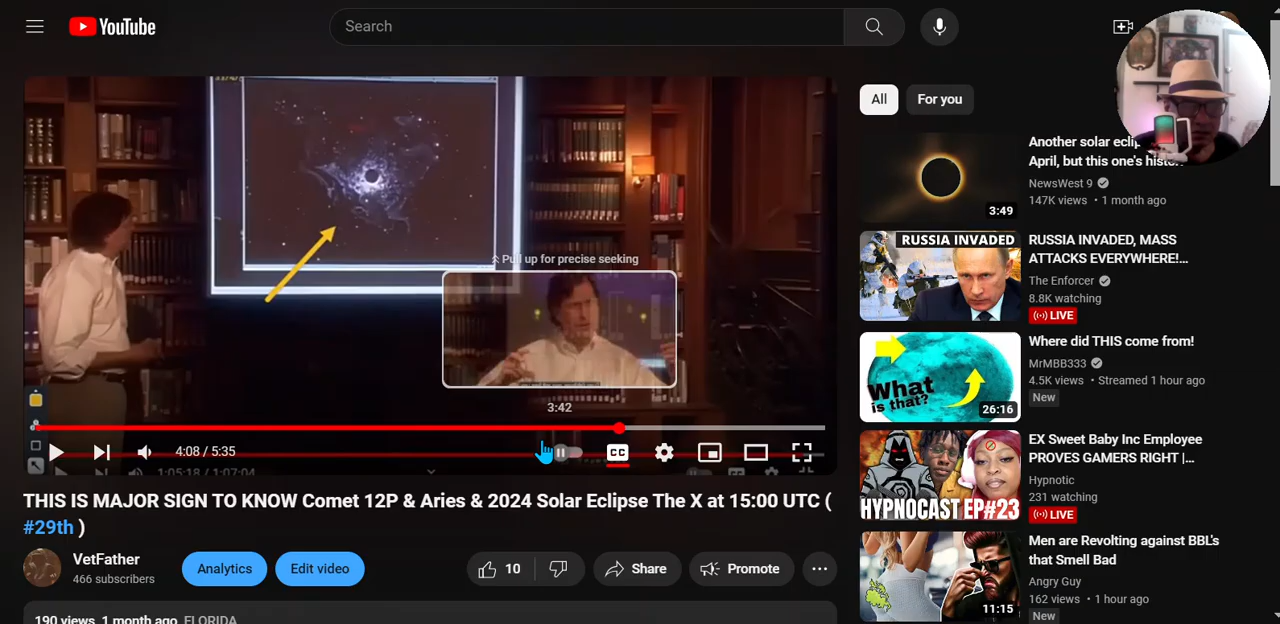 YouTube
Search
Pull up for precise seeking
3:42
4:08 / 5:35
CC
1:05:18 / 1:07:04
THIS IS MAJOR SIGN TO KNOW Comet 12P & Aries & 2024 Solar Eclipse The X at 15:00 UTC (
#29th )
VetFather
466 subscribers
Analytics
Edit video
10
Share
Promote
190 views 1 month ago FLORIDA
All
For you
Another solar
April, but this one's
NewsWest 9
147K views • 1 month ago
3:49
RUSSIA INVADED
RUSSIA INVADED, MASS
ATTACKS EVERYWHERE!...
The Enforcer
8.8K watching
LIVE
What
is that?
26:16
Where did THIS come from!
MrMBB333
4.5K views • Streamed 1 hour ago
New
HYPNOCAST EP#23
EX Sweet Baby Inc Employee
PROVES GAMERS RIGHT |...
Hypnotic
231 watching
LIVE
11:15
Men are Revolting against BBL's
that Smell Bad
Angry Guy
162 views • 1 hour ago
New